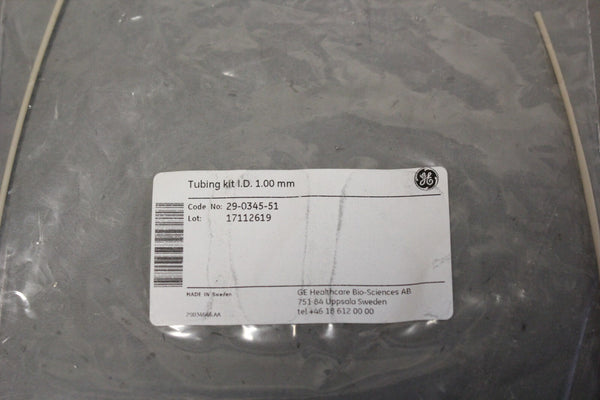 Tubing kit I.D. 1.00 mm
GE
Code No: 29-0345-51
Lot: 17112619
MADE IN Sweden
GE Healthcare Bio-Sciences AB
751 84 Uppsala Sweden
tel.+46 18 612 00 00